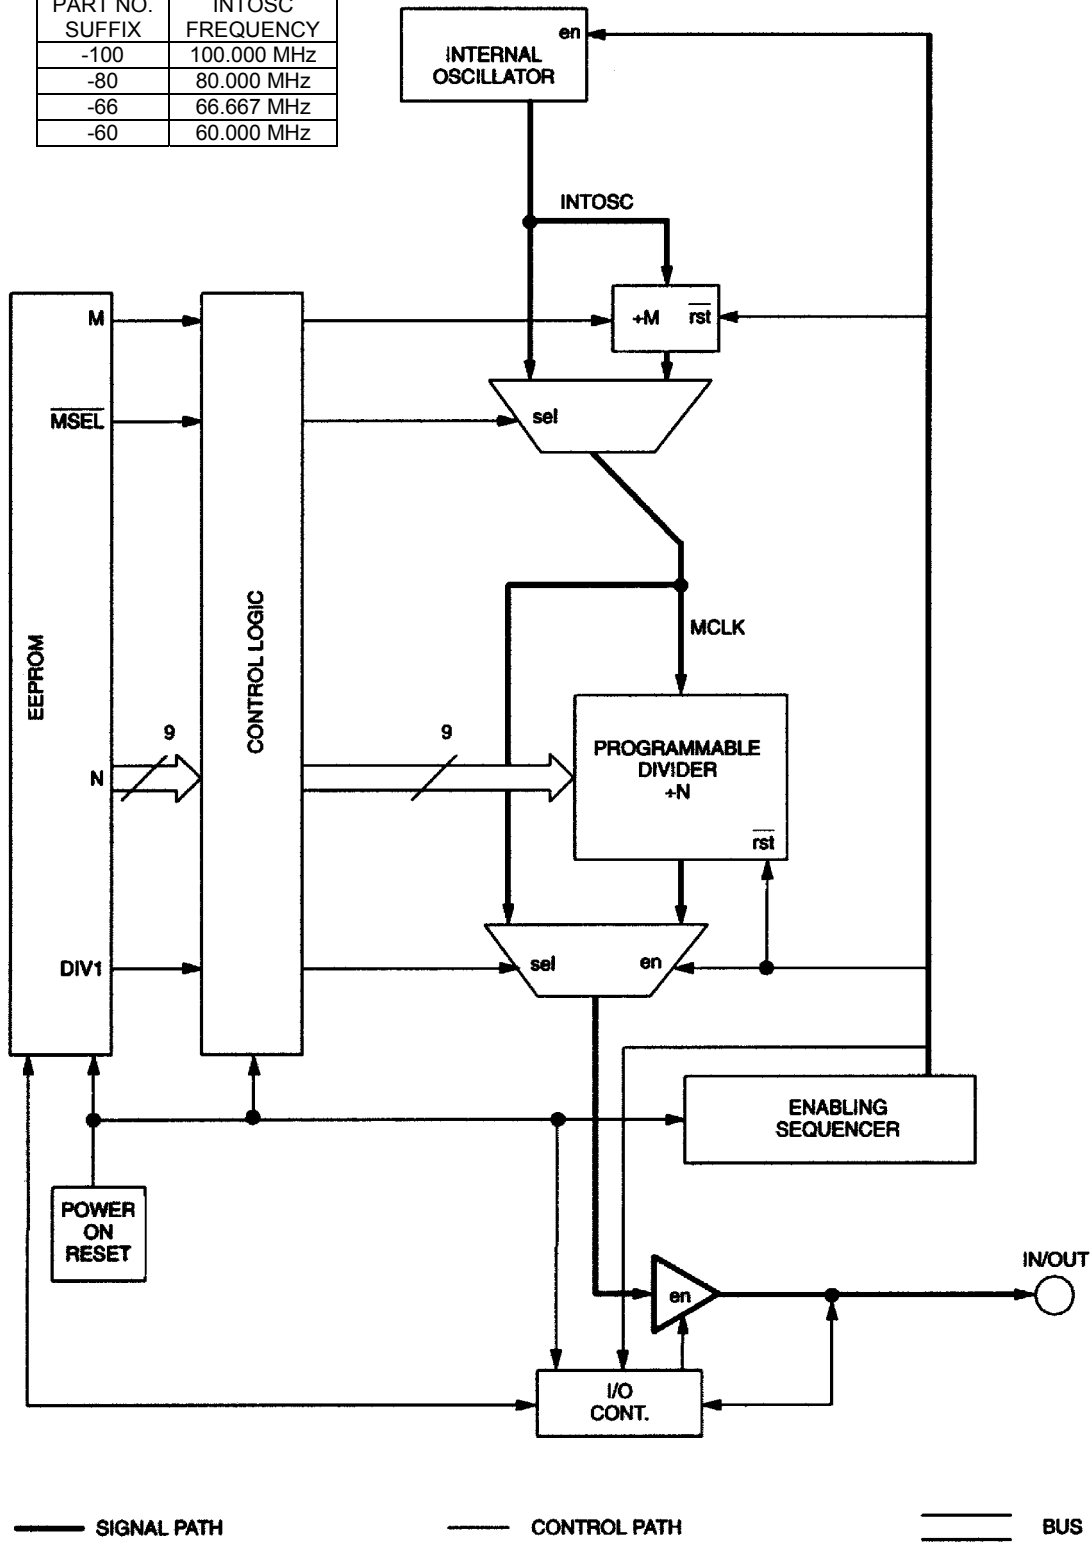 PART NO. INTOSC
SUFFIX FREQUENCY
-100 100.000 MHz
-80 80.000 MHz
-66 66.667 MHz
-60 60.000 MHz
en
INTERNAL
OSCILLATOR
INTOSC
M
÷M rst
MSEL
sel
MCLK
EEPROM
CONTROL LOGIC
9
9
N
PROGRAMMABLE
DIVIDER
÷N
rst
DIV1
sel en
ENABLING
SEQUENCER
POWER
ON
RESET
IN/OUT
en
I/O
CONT.
SIGNAL PATH CONTROL PATH BUS